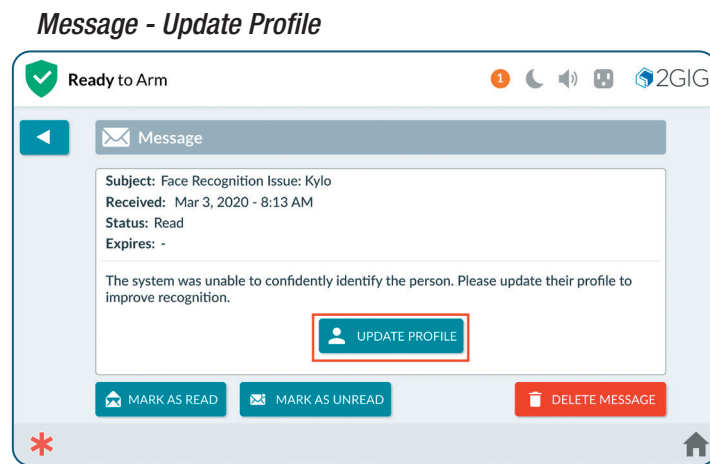 Message - Update Profile
Ready to Arm
1
2GIG
Message
Subject: Face Recognition Issue: Kylo
Received: Mar 3, 2020 - 8:13 AM
Status: Read
Expires: -
The system was unable to confidently identify the person. Please update their profile to
improve recognition.
UPDATE PROFILE
MARK AS READ
MARK AS UNREAD
DELETE MESSAGE